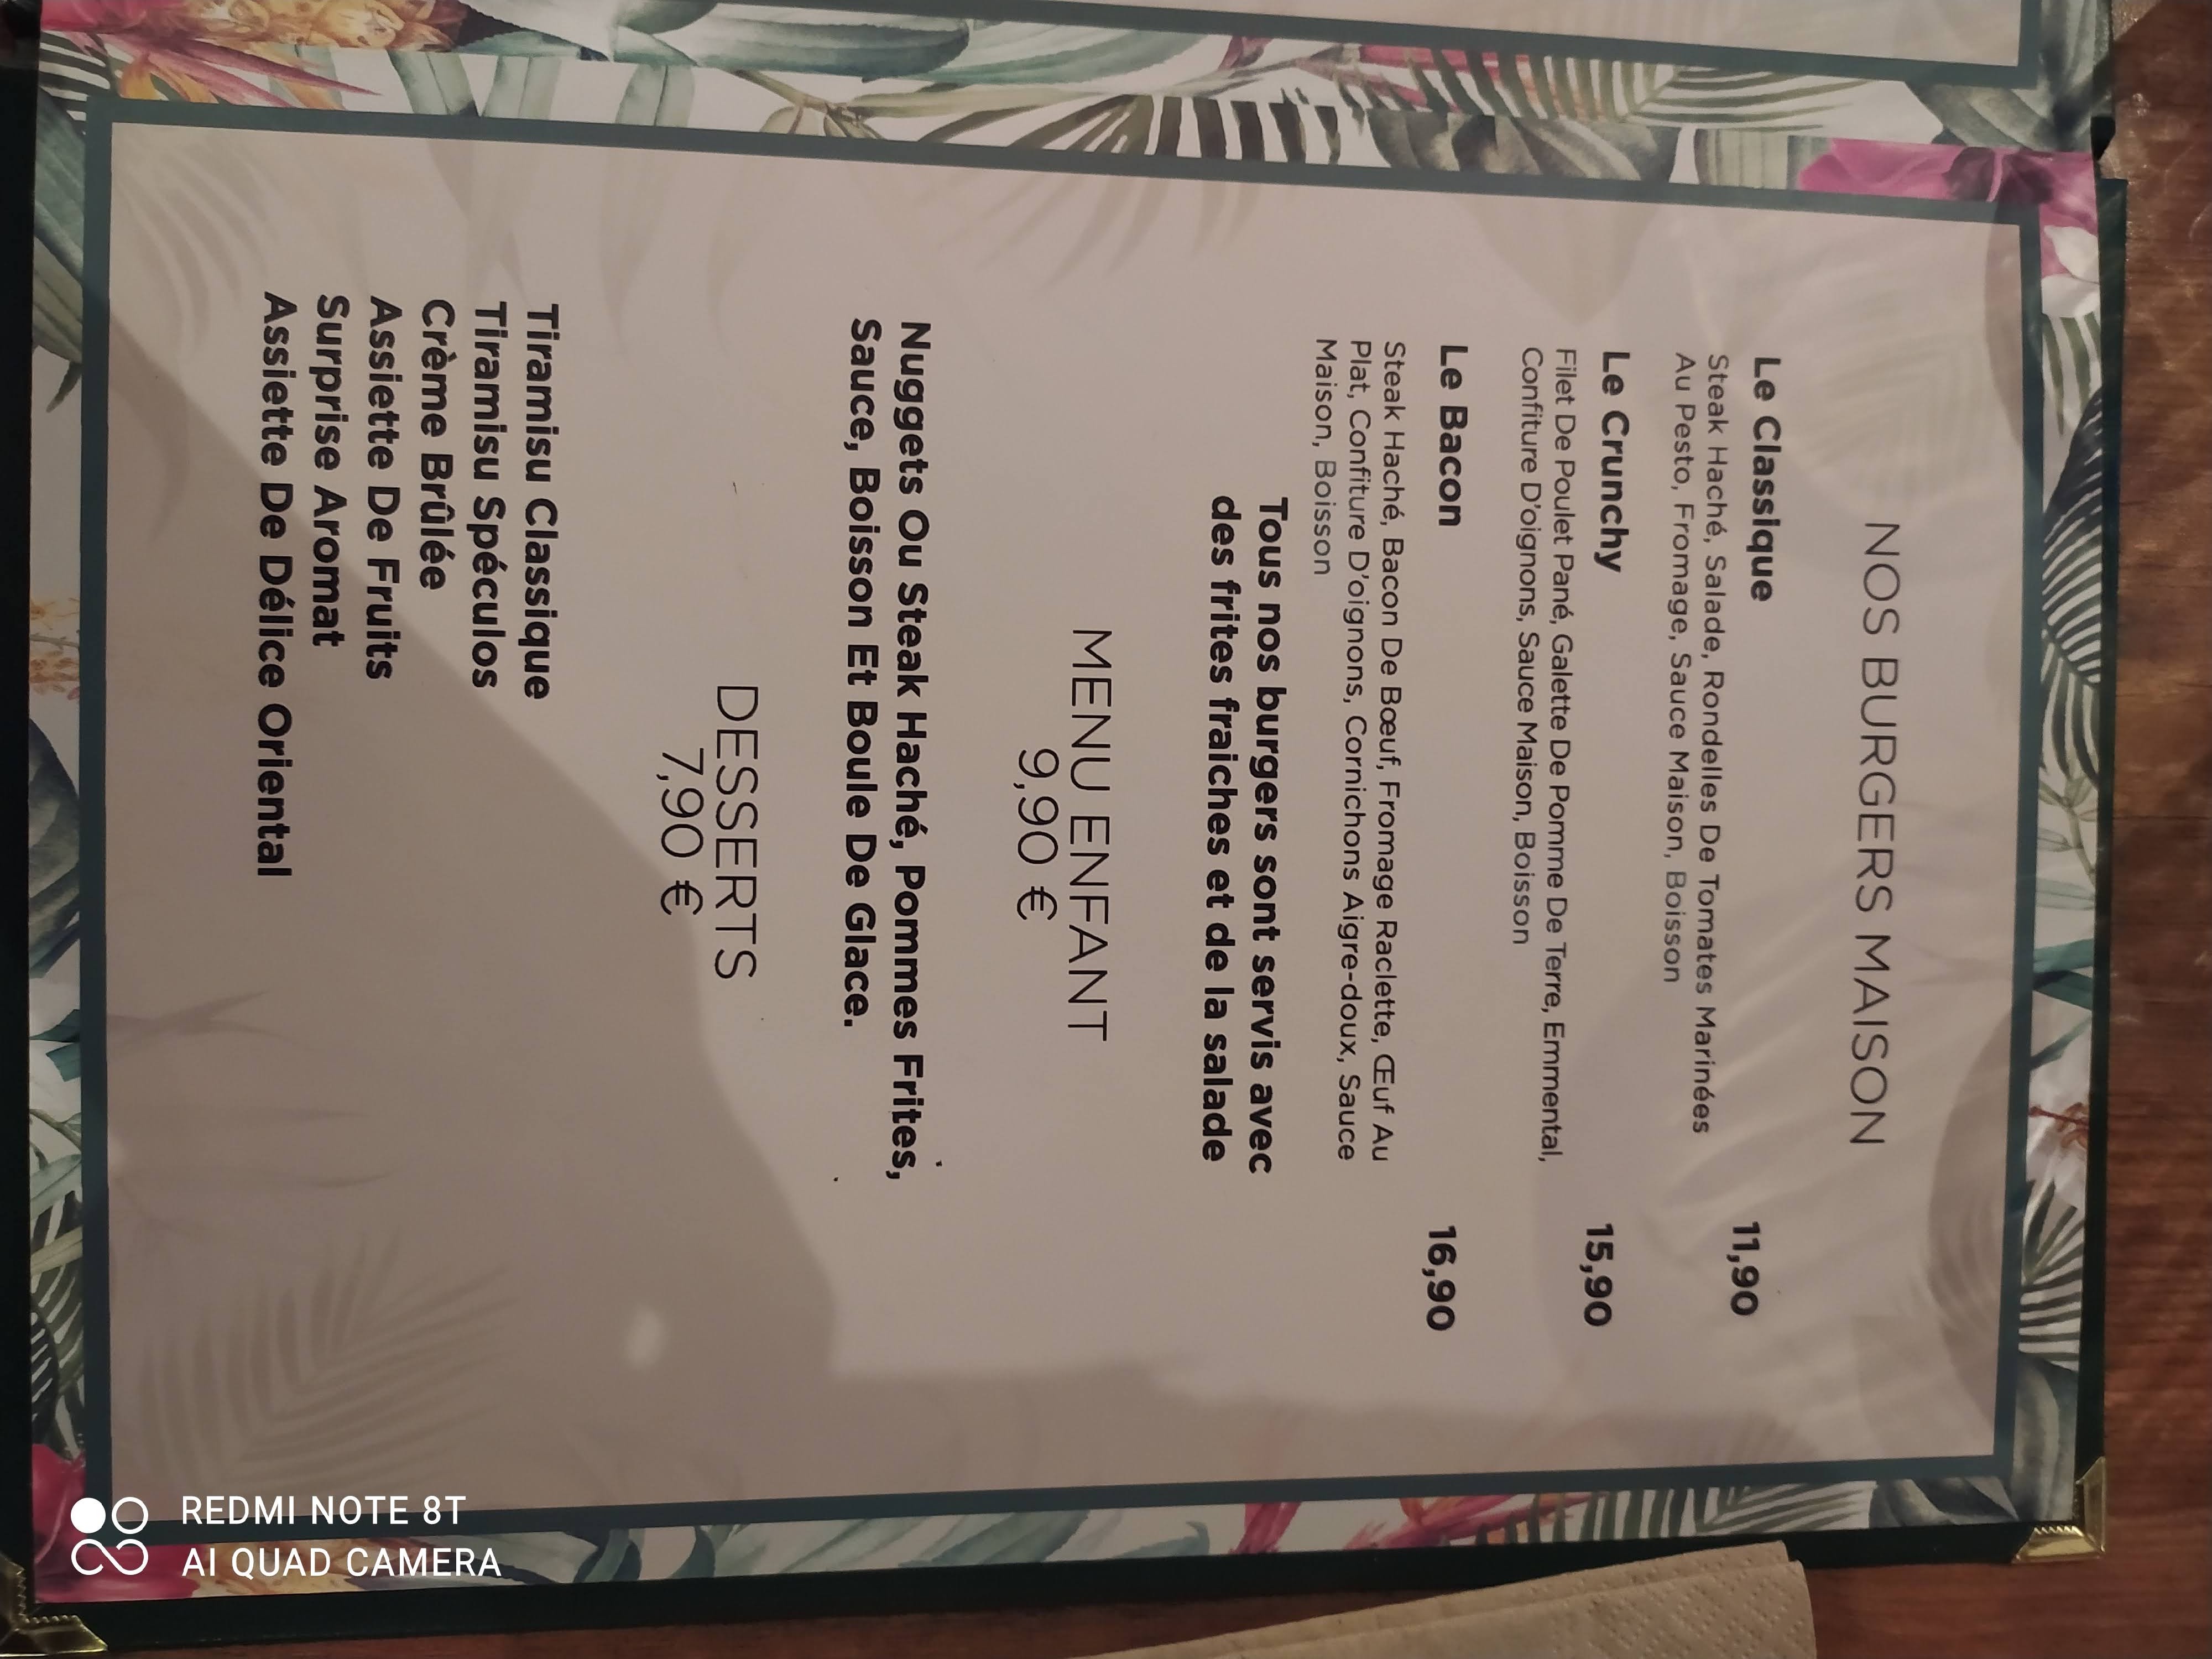 NOS BURGERS MAISON
Le Classique 11,90
Steak Haché, Salade, Rondelles De Tomates Marinées
Au Pesto, Fromage, Sauce Maison, Boisson
Le Crunchy 15,90
Filet De Poulet Pané, Galette De Pomme De Terre, Emmental,
Confiture D'oignons, Sauce Maison, Boisson
Le Bacon 16,90
Steak Haché, Bacon De Bœuf, Fromage Raclette, Œuf Au
Plat, Confiture D'oignons, Cornichons Aigre-doux, Sauce
Maison, Boisson
Tous nos burgers sont servis avec
des frites fraiches et de la salade
MENU ENFANT
9,90 €
Nuggets Ou Steak Haché, Pommes Frites,
Sauce, Boisson Et Boule De Glace.
DESSERTS
7,90 €
Tiramisu Classique
Tiramisu Spéculos
Crème Brûlée
Assiette De Fruits
Surprise Aromat
Assiette De Délice Oriental
REDMI NOTE 8T
AI QUAD CAMERA